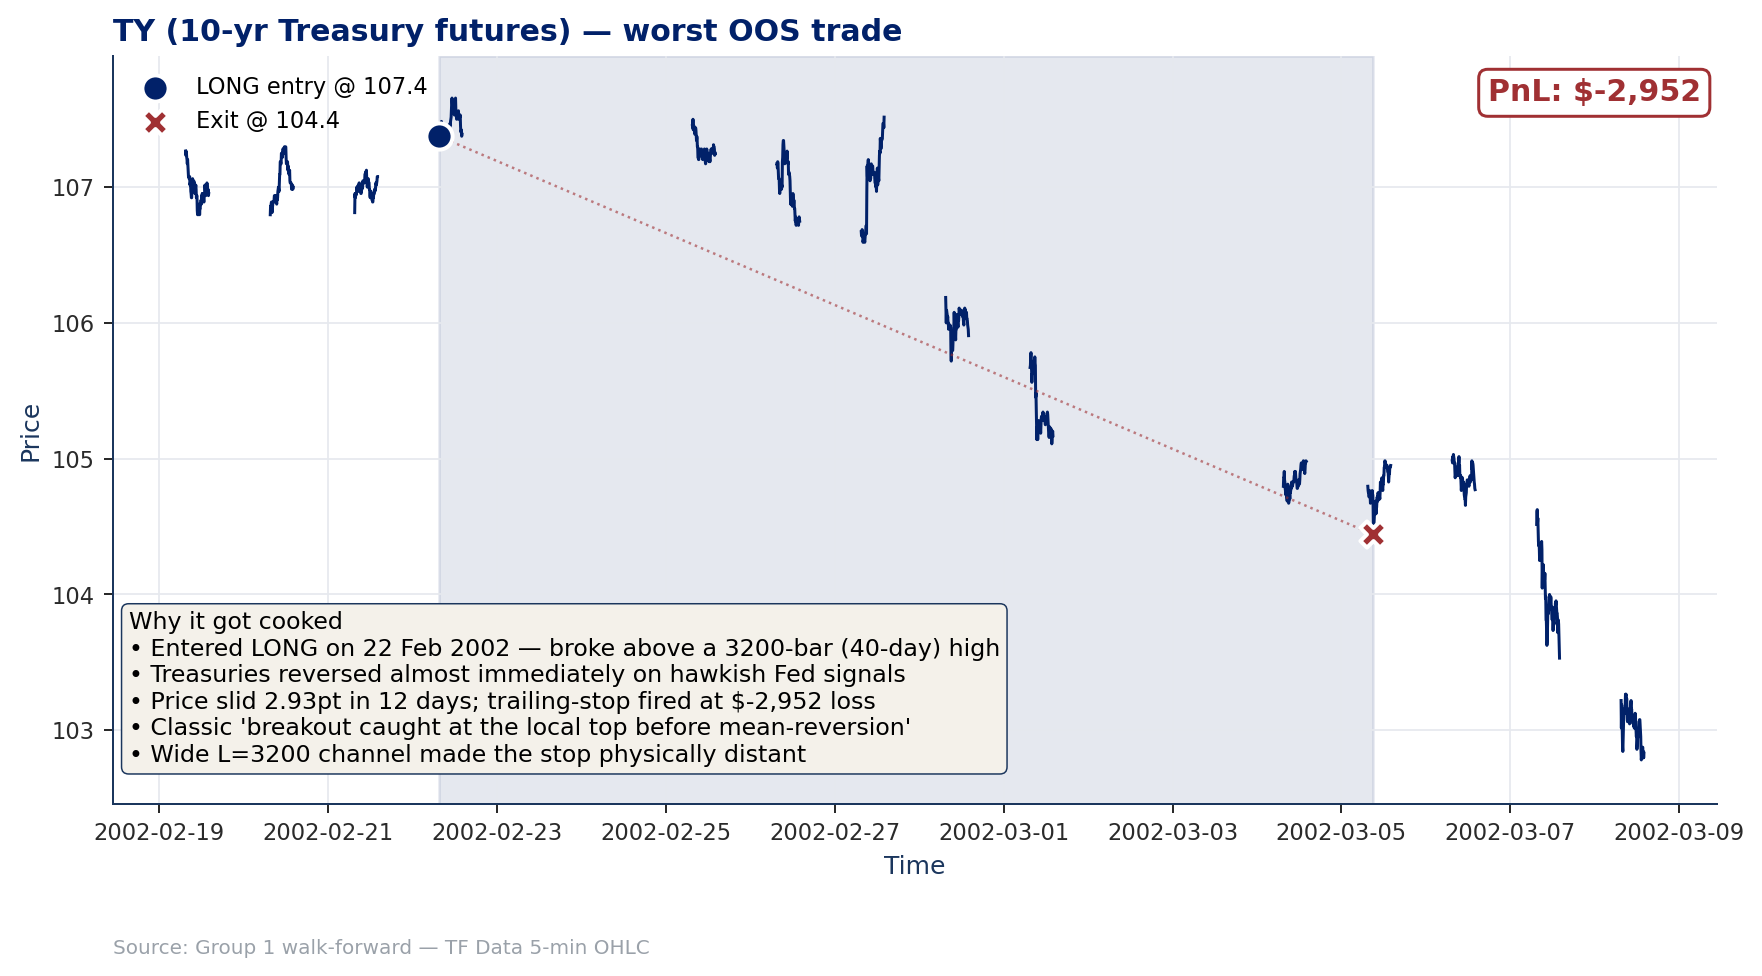 TY (10-yr Treasury futures) — worst OOS trade
LONG entry @ 107.4
Exit @ 104.4
PnL: $-2,952
107
106
105
104
103
Price
Why it got cooked
• Entered LONG on 22 Feb 2002 — broke above a 3200-bar (40-day) high
• Treasuries reversed almost immediately on hawkish Fed signals
• Price slid 2.93pt in 12 days; trailing-stop fired at $-2,952 loss
• Classic 'breakout caught at the local top before mean-reversion'
• Wide L=3200 channel made the stop physically distant
2002-02-19 2002-02-21 2002-02-23 2002-02-25 2002-02-27 2002-03-01 2002-03-03 2002-03-05 2002-03-07 2002-03-09
Time
Source: Group 1 walk-forward — TF Data 5-min OHLC